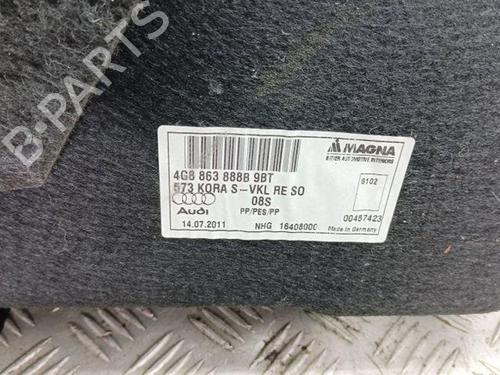 B-PARTS
MAGNA
4G8 863 888B 9BT
573 KORA S-VKL RE SO
08S
Audi
PP/PES/PP
14.07.2011
NHG 16408000
8102
00457423
Made in Germany